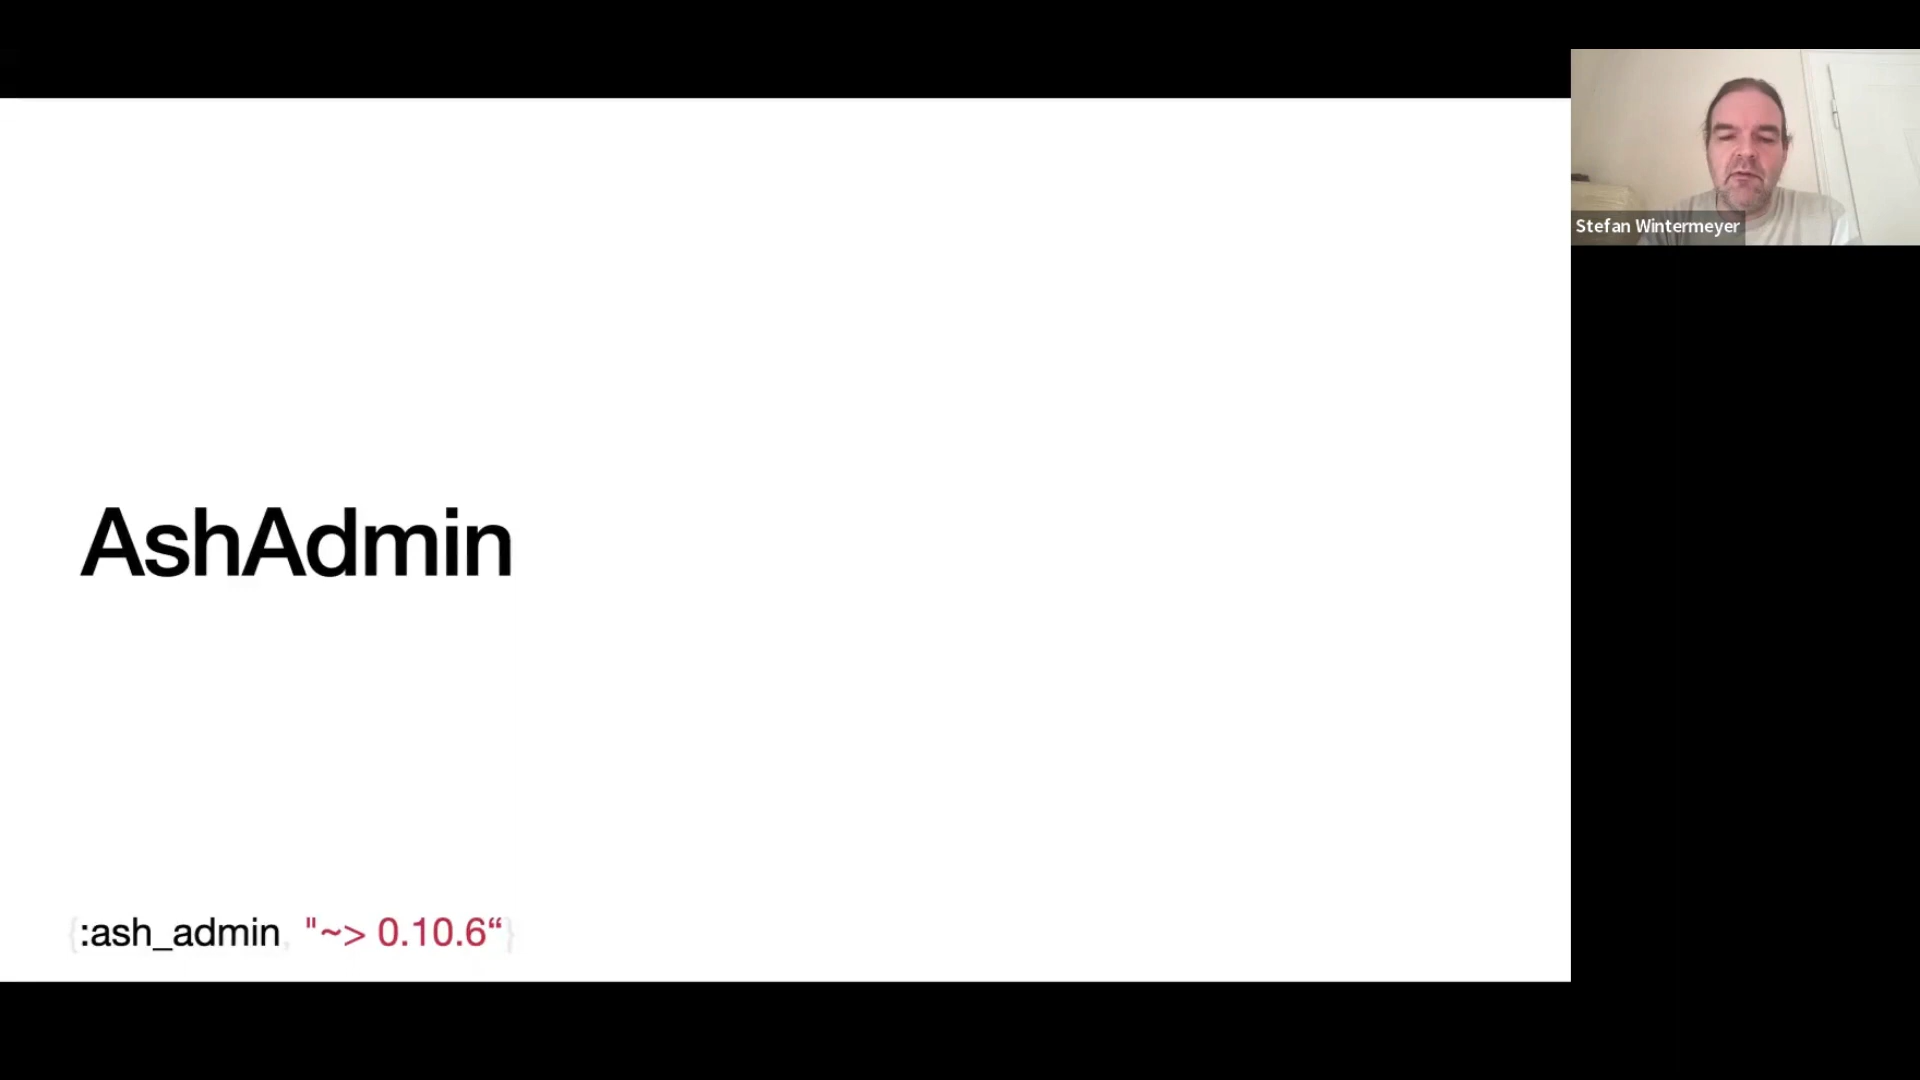 Stefan Wintermeyer
AshAdmin
{:ash_admin, "~> 0.10.6“}